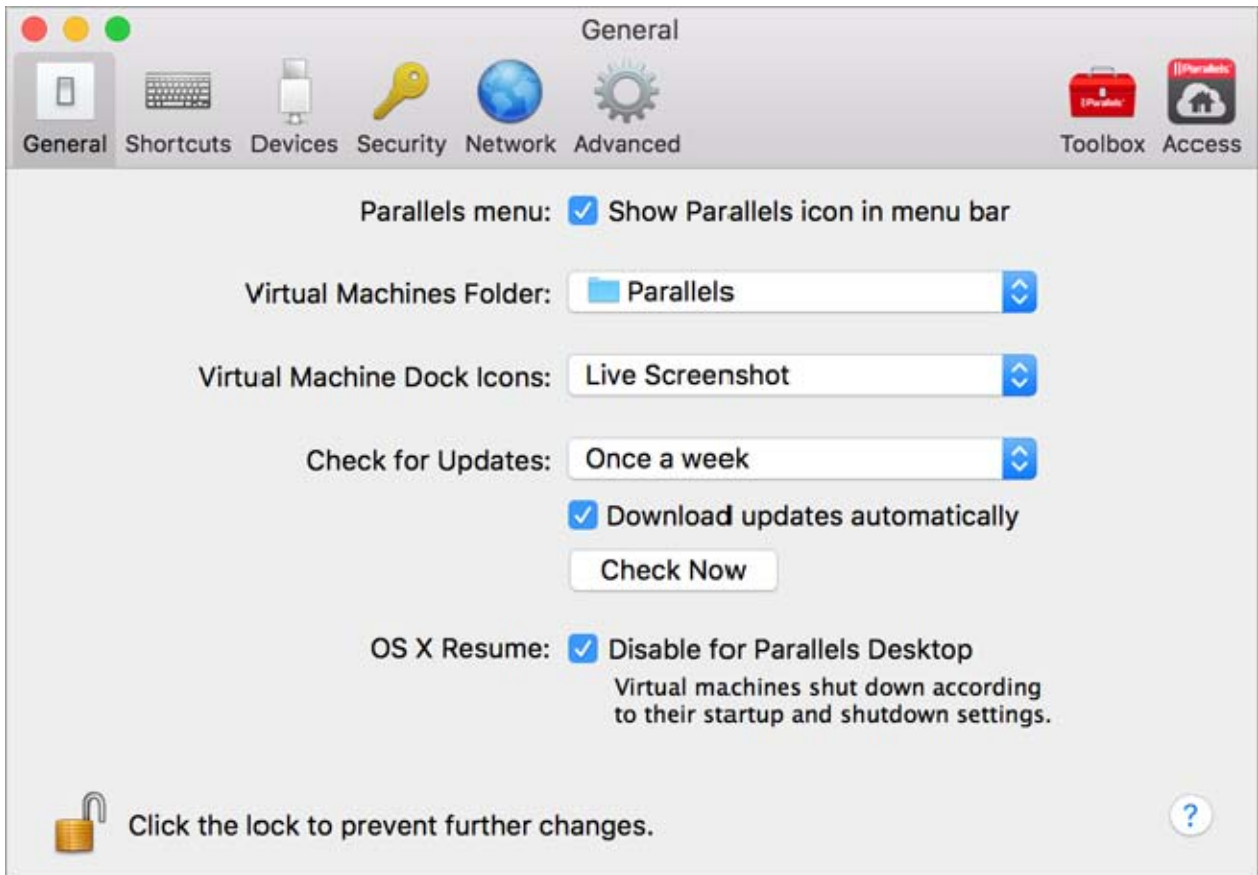 General
General Shortcuts Devices Security Network Advanced Toolbox Access
Parallels menu: Show Parallels icon in menu bar
Virtual Machines Folder: Parallels
Virtual Machine Dock Icons: Live Screenshot
Check for Updates: Once a week
Download updates automatically
Check Now
OS X Resume: Disable for Parallels Desktop
Virtual machines shut down according
to their startup and shutdown settings.
Click the lock to prevent further changes. ?